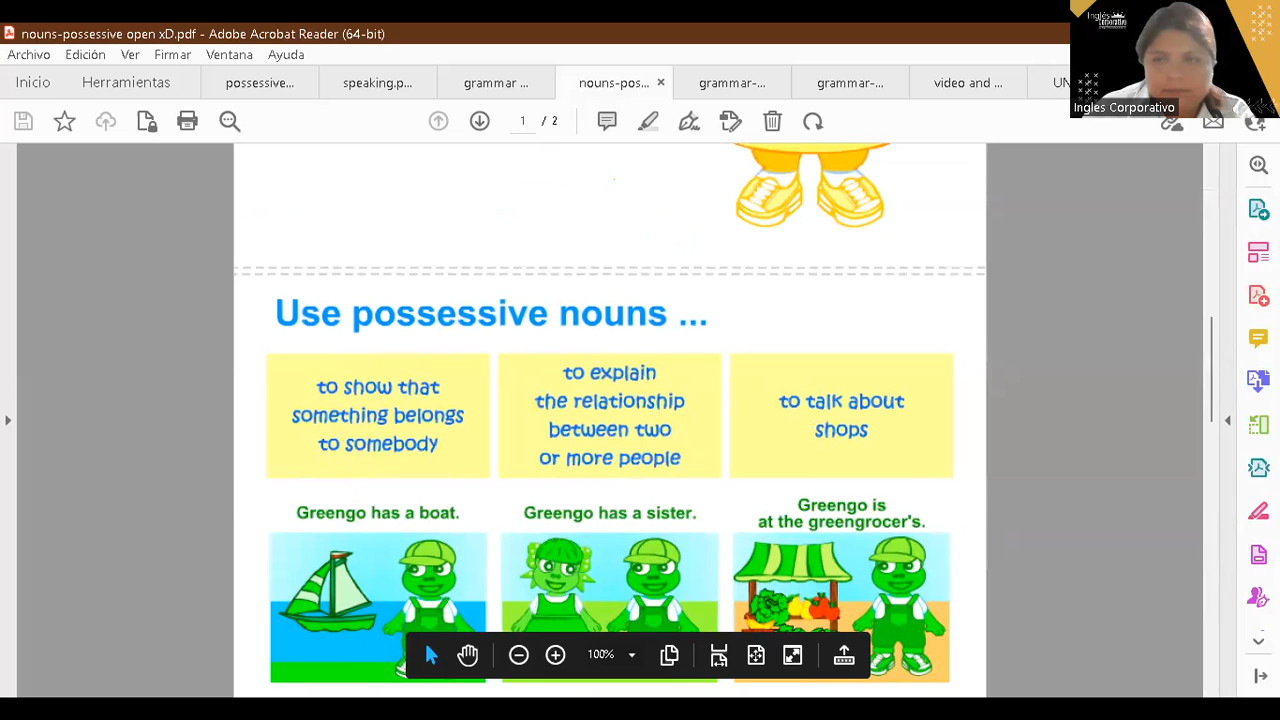 nouns-possessive open xD.pdf - Adobe Acrobat Reader (64-bit)
Archivo Edición Ver Firmar Ventana Ayuda
Inicio Herramientas possessive... speaking.p... grammar ... nouns-pos... × grammar-... grammar-... video and ... UN
1 / 2
Inglés
Corporativo
Ingles Corporativo
Use possessive nouns ...
to show that
something belongs
to somebody
to explain
the relationship
between two
or more people
to talk about
shops
Greengo has a boat.
Greengo has a sister.
Greengo is
at the greengrocer's.
100%